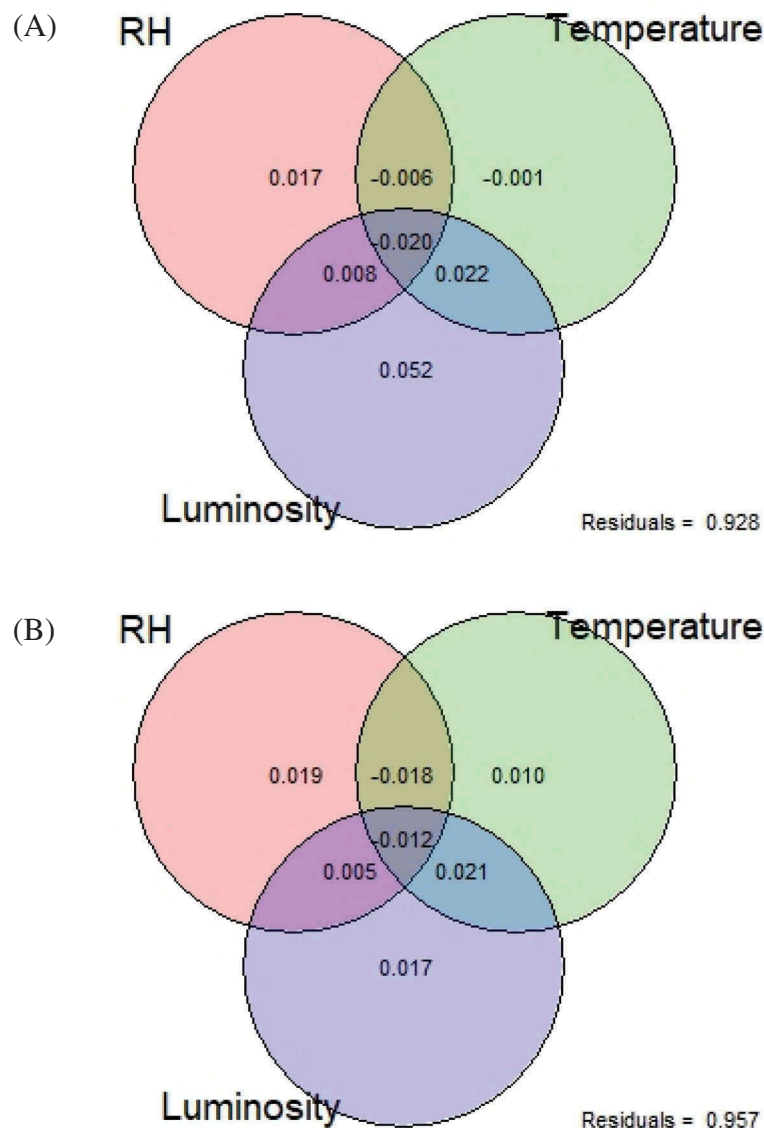 (A)
RH Temperature
0.017 -0.006 -0.001
-0.020
0.008 0.022
0.052
Luminosity
Residuals = 0.928
(B)
RH Temperature
0.019 -0.018 0.010
-0.012
0.005 0.021
0.017
Luminosity
Residuals = 0.957